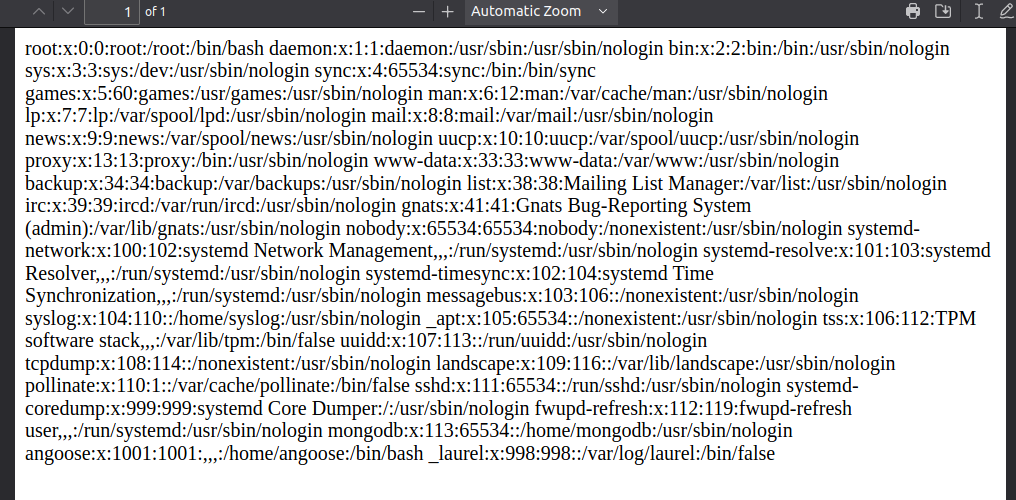 1 of 1 Automatic Zoom
root:x:0:0:root:/root:/bin/bash daemon:x:1:1:daemon:/usr/sbin:/usr/sbin/nologin bin:x:2:2:bin:/bin:/usr/sbin/nologin
sys:x:3:3:sys:/dev:/usr/sbin/nologin sync:x:4:65534:sync:/bin:/bin/sync
games:x:5:60:games:/usr/games:/usr/sbin/nologin man:x:6:12:man:/var/cache/man:/usr/sbin/nologin
lp:x:7:7:lp:/var/spool/lpd:/usr/sbin/nologin mail:x:8:8:mail:/var/mail:/usr/sbin/nologin
news:x:9:9:news:/var/spool/news:/usr/sbin/nologin uucp:x:10:10:uucp:/var/spool/uucp:/usr/sbin/nologin
proxy:x:13:13:proxy:/bin:/usr/sbin/nologin www-data:x:33:33:www-data:/var/www:/usr/sbin/nologin
backup:x:34:34:backup:/var/backups:/usr/sbin/nologin list:x:38:38:Mailing List Manager:/var/list:/usr/sbin/nologin
irc:x:39:39:ircd:/var/run/ircd:/usr/sbin/nologin gnats:x:41:41:Gnats Bug-Reporting System
(admin):/var/lib/gnats:/usr/sbin/nologin nobody:x:65534:65534:nobody:/nonexistent:/usr/sbin/nologin systemd-
network:x:100:102:systemd Network Management,,,:/run/systemd:/usr/sbin/nologin systemd-resolve:x:101:103:systemd
Resolver,,,:/run/systemd:/usr/sbin/nologin systemd-timesync:x:102:104:systemd Time
Synchronization,,,:/run/systemd:/usr/sbin/nologin messagebus:x:103:106::/nonexistent:/usr/sbin/nologin
syslog:x:104:110::/home/syslog:/usr/sbin/nologin _apt:x:105:65534::/nonexistent:/usr/sbin/nologin tss:x:106:112:TPM
software stack,,,:/var/lib/tpm:/bin/false uuidd:x:107:113::/run/uuidd:/usr/sbin/nologin
tcpdump:x:108:114::/nonexistent:/usr/sbin/nologin landscape:x:109:116::/var/lib/landscape:/usr/sbin/nologin
pollinate:x:110:1::/var/cache/pollinate:/bin/false sshd:x:111:65534::/run/sshd:/usr/sbin/nologin systemd-
coredump:x:999:999:systemd Core Dumper:/:/usr/sbin/nologin fwupd-refresh:x:112:119:fwupd-refresh
user,,,:/run/systemd:/usr/sbin/nologin mongodb:x:113:65534::/home/mongodb:/usr/sbin/nologin
angoose:x:1001:1001:,,,:/home/angoose:/bin/bash _laurel:x:998:998::/var/log/laurel:/bin/false